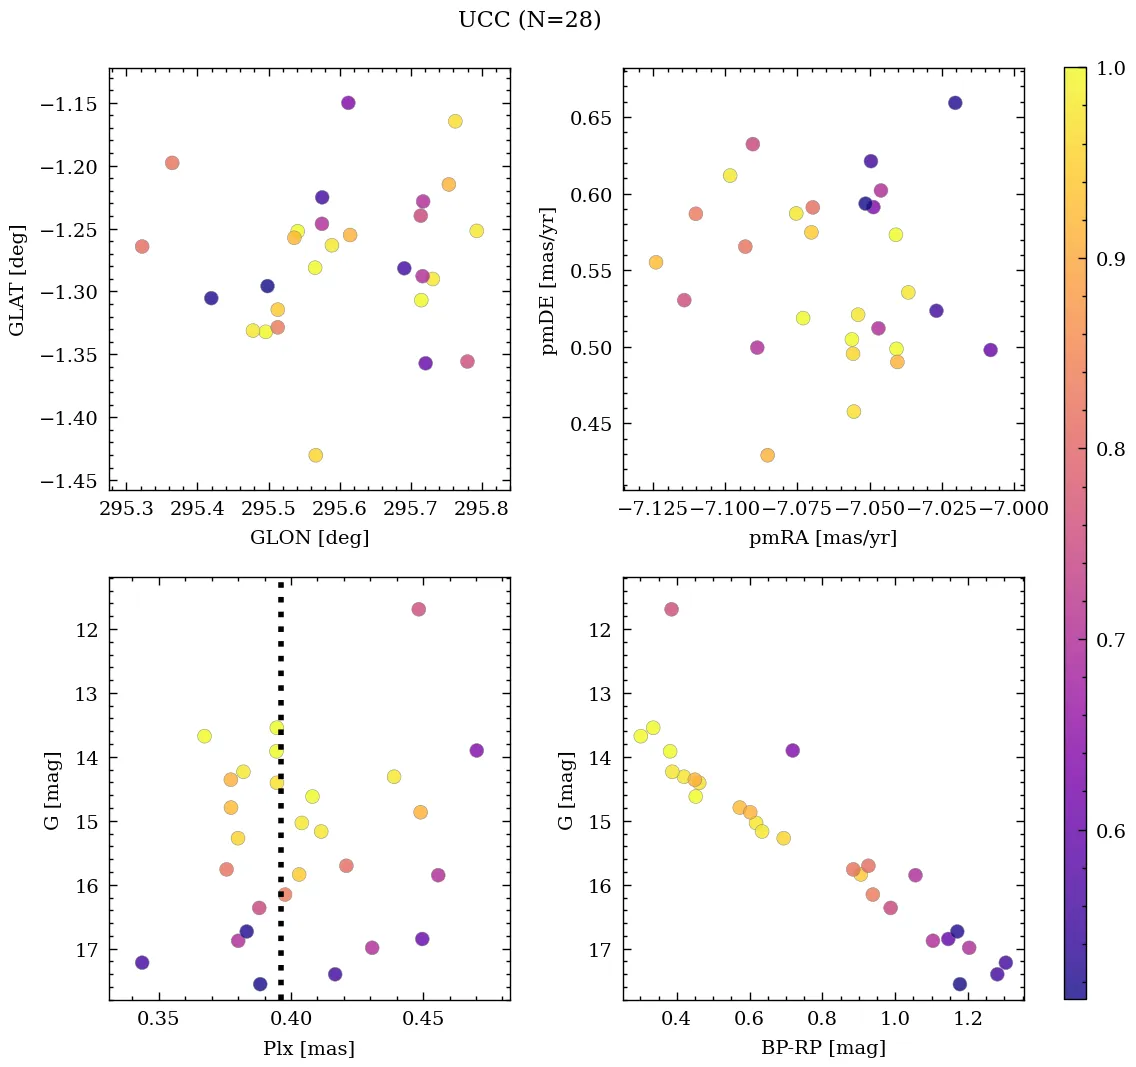 UCC (N=28)
−1.15
−1.20
−1.25
−1.30
−1.35
−1.40
−1.45
GLAT [deg]
295.3 295.4 295.5 295.6 295.7 295.8
GLON [deg]
0.65
0.60
0.55
0.50
0.45
pmDE [mas/yr]
−7.125 −7.100 −7.075 −7.050 −7.025 −7.000
pmRA [mas/yr]
12
13
14
15
16
17
G [mag]
0.35 0.40 0.45
Plx [mas]
12
13
14
15
16
17
G [mag]
0.4 0.6 0.8 1.0 1.2
BP-RP [mag]
1.0
0.9
0.8
0.7
0.6